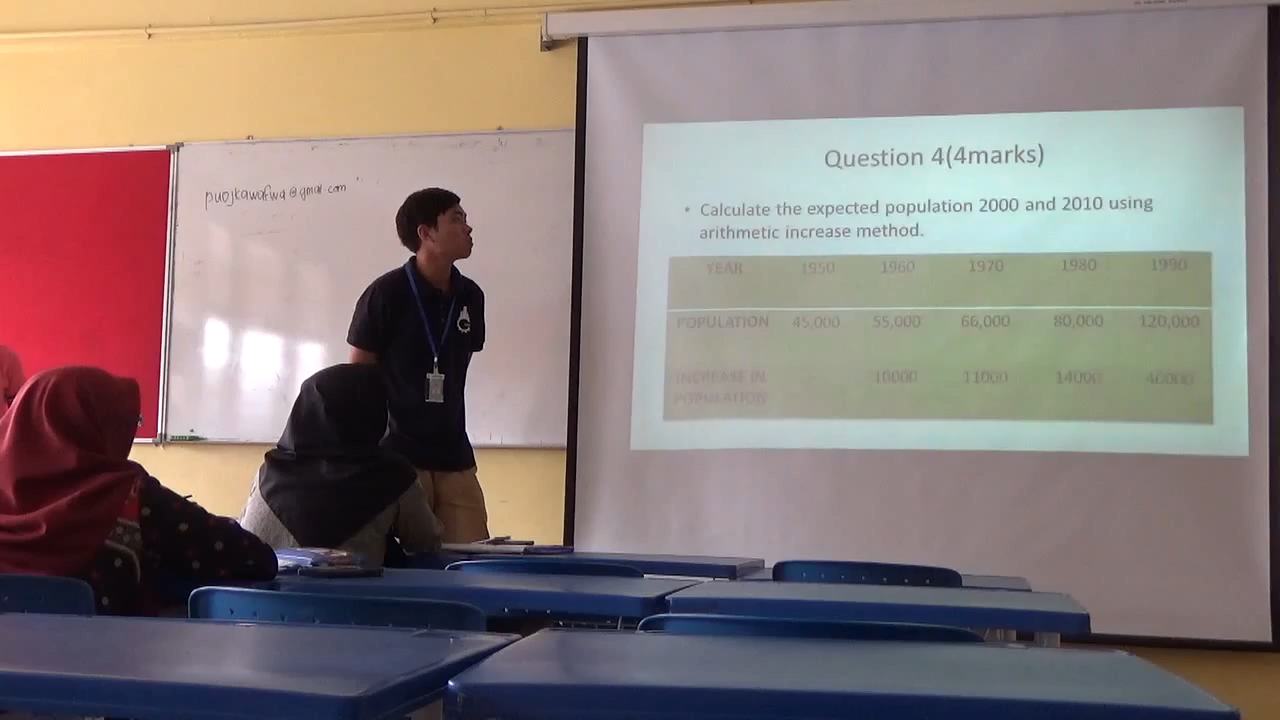 puojkawafwa@gmail.com
Question 4(4marks)
• Calculate the expected population 2000 and 2010 using
arithmetic increase method.
YEAR 1950 1960 1970 1980 1990
POPULATION 45,000 55,000 66,000 80,000 120,000
INCREASE IN 10000 11000 14000 40000
POPULATION